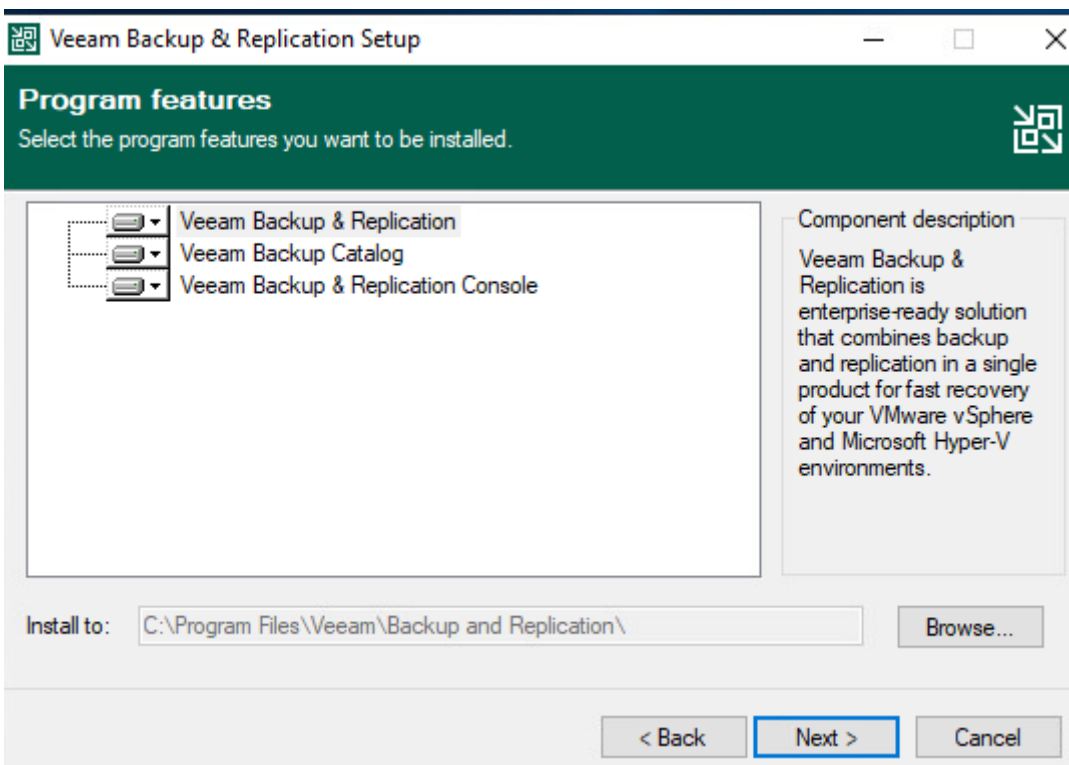 Veeam Backup & Replication Setup
Program features
Select the program features you want to be installed.
Veeam Backup & Replication
Veeam Backup Catalog
Veeam Backup & Replication Console
Component description
Veeam Backup &
Replication is
enterprise-ready solution
that combines backup
and replication in a single
product for fast recovery
of your VMware vSphere
and Microsoft Hyper-V
environments.
Install to: C:\Program Files\Veeam\Backup and Replication\ Browse...
< Back Next > Cancel